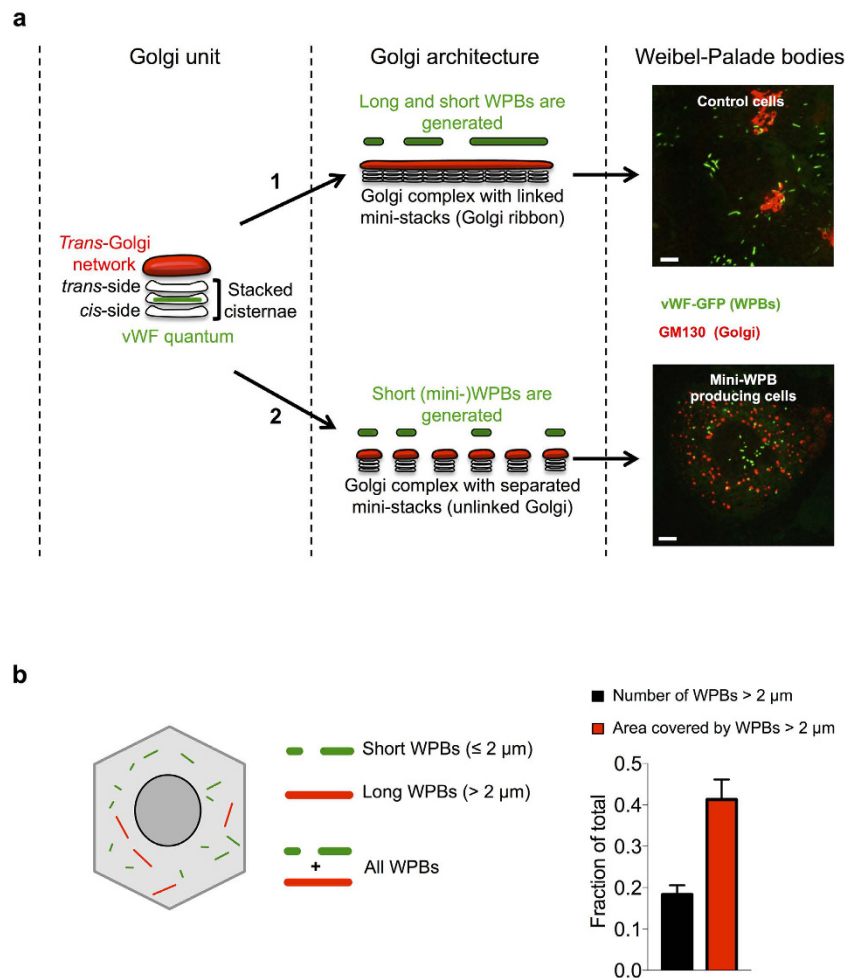 a
Golgi unit
Golgi architecture
Weibel-Palade bodies
Long and short WPBs are
generated
Control cells
1
Golgi complex with linked
mini-stacks (Golgi ribbon)
Trans-Golgi
network
trans-side
cis-side
Stacked
cisternae
vWF quantum
vWF-GFP (WPBs)
GM130 (Golgi)
2
Short (mini-)WPBs are
generated
Mini-WPB
producing cells
Golgi complex with separated
mini-stacks (unlinked Golgi)
b
Short WPBs (≤ 2 µm)
Long WPBs (> 2 µm)
+
All WPBs
Number of WPBs > 2 µm
Area covered by WPBs > 2 µm
Fraction of total
0.5
0.4
0.3
0.2
0.1
0.0